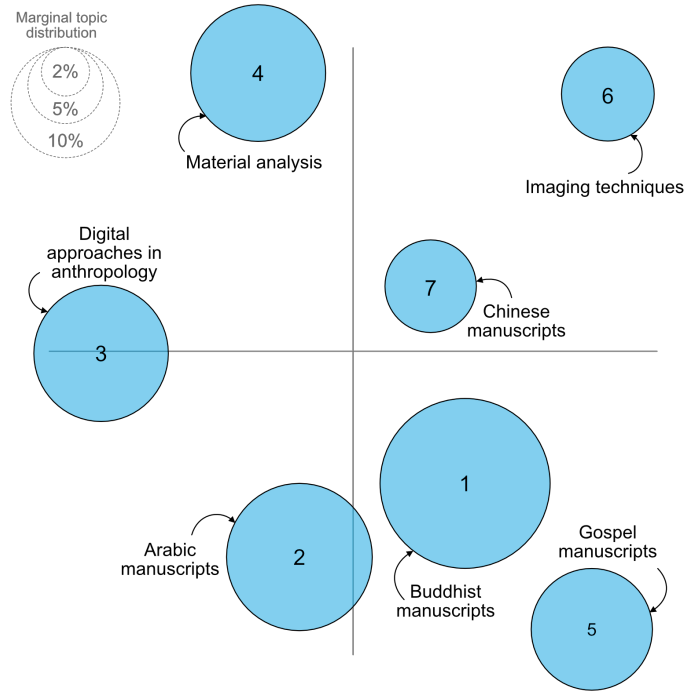 Marginal topic
distribution
2%
5%
10%
4
Material analysis
6
Imaging techniques
Digital
approaches in
anthropology
3
7
Chinese
manuscripts
1
Buddhist
manuscripts
Arabic
manuscripts
2
Gospel
manuscripts
5